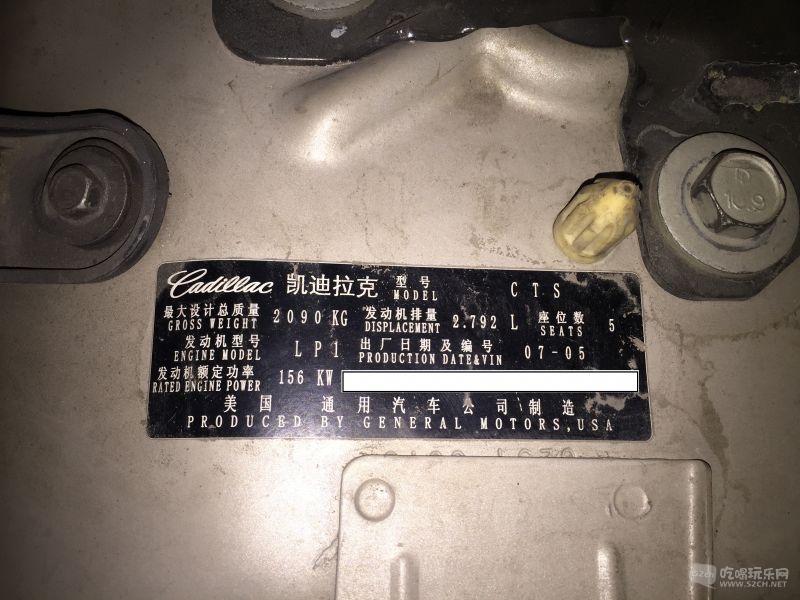 Cadillac 凯迪拉克 型号 MODEL CTS
最大设计总质量 GROSS WEIGHT 2090 KG 发动机排量 DISPLACEMENT 2.792 L 座位数 SEATS 5
发动机型号 ENGINE MODEL LP1 出厂日期及编号 PRODUCTION DATE&VIN 07-05
发动机额定功率 RATED ENGINE POWER 156 KW
美国 通用汽车公司制造
PRODUCED BY GENERAL MOTORS,USA
10.9
吃喝玩乐网
WWW.SZCH.NET